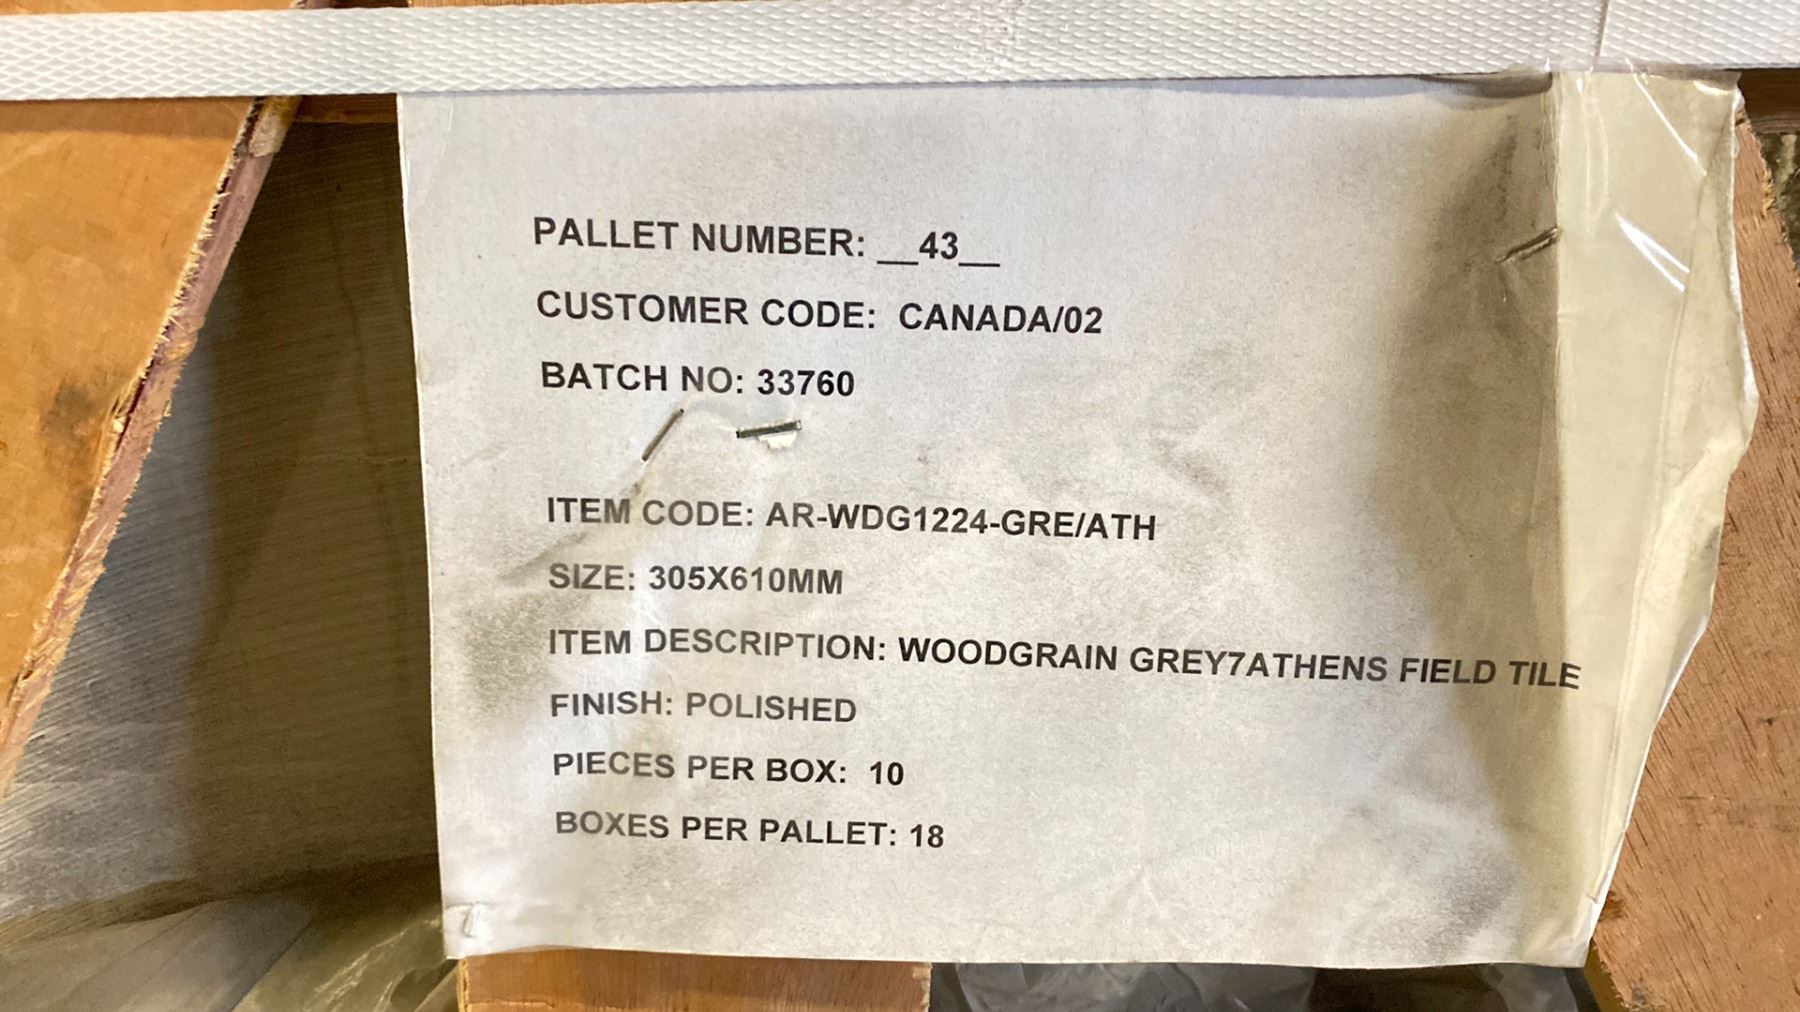 PALLET NUMBER: __43__
CUSTOMER CODE: CANADA/02
BATCH NO: 33760
ITEM CODE: AR-WDG1224-GRE/ATH
SIZE: 305X610MM
ITEM DESCRIPTION: WOODGRAIN GREY7ATHENS FIELD TILE
FINISH: POLISHED
PIECES PER BOX: 10
BOXES PER PALLET: 18